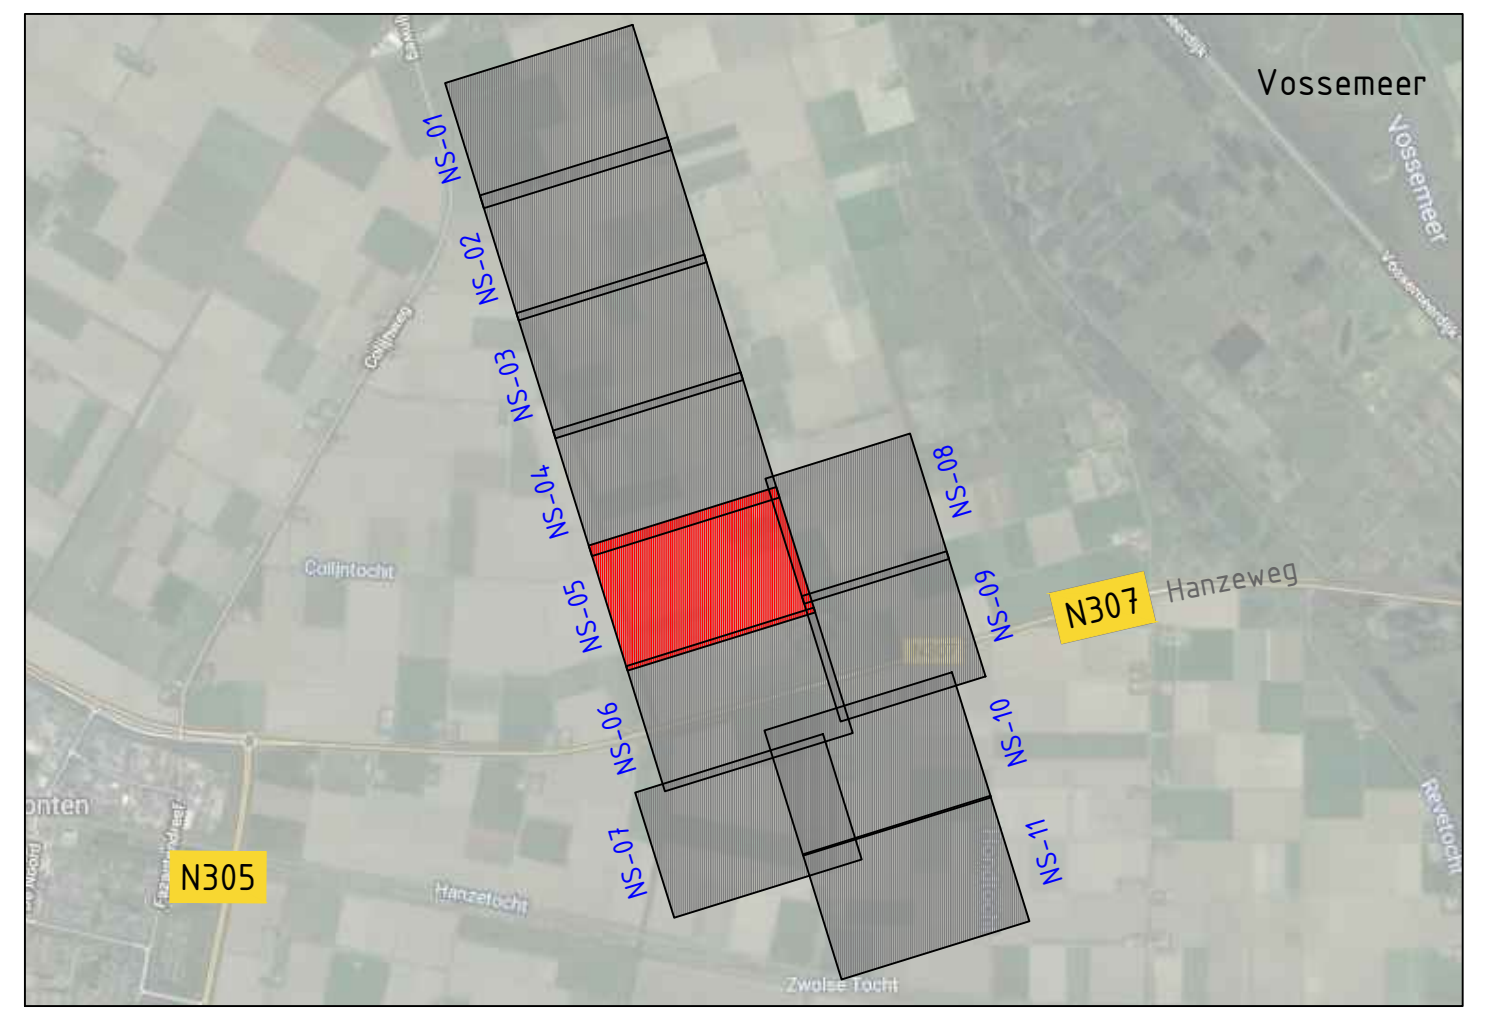 Vossemeer
Vossemeer
Vossemeerdijk
NS-01
NS-02
NS-03
NS-04
NS-05
NS-06
NS-07
NS-08
NS-09
NS-10
NS-11
Colijnweg
Colijntocht
N307
Hanzeweg
N305
Hanzetocht
Zwolse Tocht
Revetocht